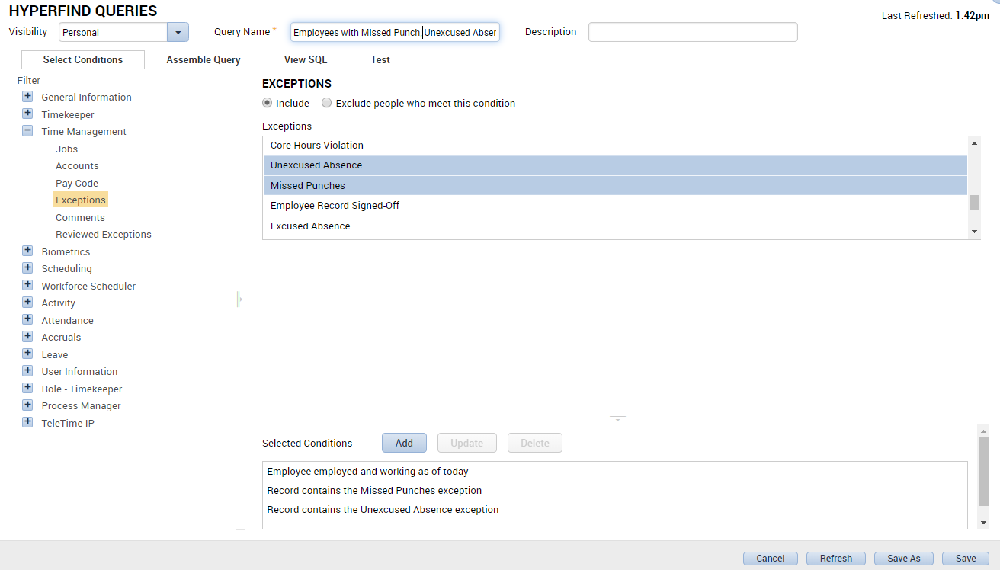 HYPERFIND QUERIES
Last Refreshed: 1:42pm
Visibility Personal Query Name * Employees with Missed Punch, Unexcused Abser Description
Select Conditions Assemble Query View SQL Test
Filter
General Information
Timekeeper
Time Management
Jobs
Accounts
Pay Code
Exceptions
Comments
Reviewed Exceptions
Biometrics
Scheduling
Workforce Scheduler
Activity
Attendance
Accruals
Leave
User Information
Role - Timekeeper
Process Manager
TeleTime IP
EXCEPTIONS
Include Exclude people who meet this condition
Exceptions
Core Hours Violation
Unexcused Absence
Missed Punches
Employee Record Signed-Off
Excused Absence
Selected Conditions Add Update Delete
Employee employed and working as of today
Record contains the Missed Punches exception
Record contains the Unexcused Absence exception
Cancel Refresh Save As Save